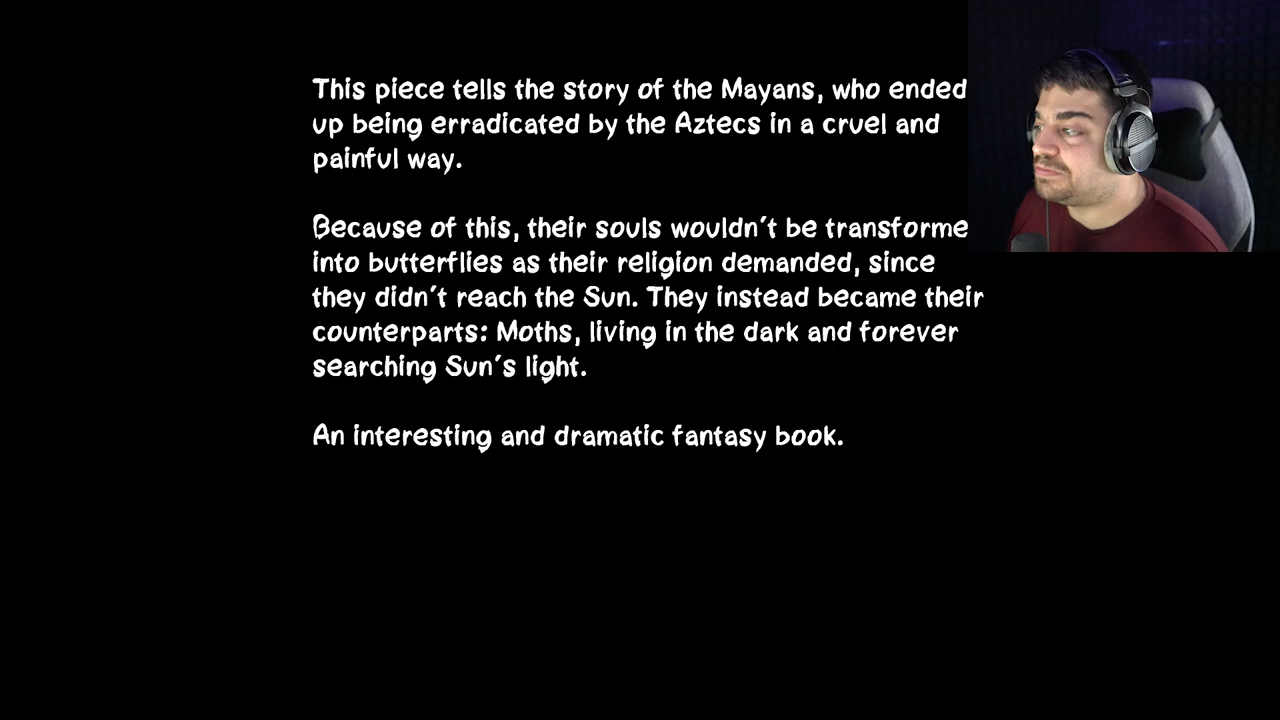 This piece tells the story of the Mayans, who ended
up being erradicated by the Aztecs in a cruel and
painful way.
Because of this, their souls wouldn't be transforme
into butterflies as their religion demanded, since
they didn't reach the Sun. They instead became their
counterparts: Moths, living in the dark and forever
searching Sun's light.
An interesting and dramatic fantasy book.